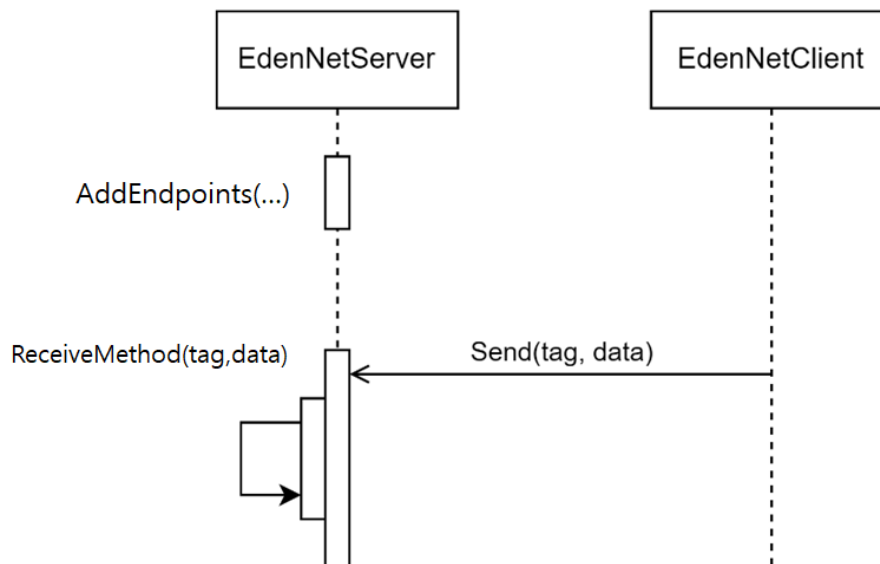 EdenNetServer
EdenNetClient
AddEndpoints(...)
ReceiveMethod(tag,data)
Send(tag, data)